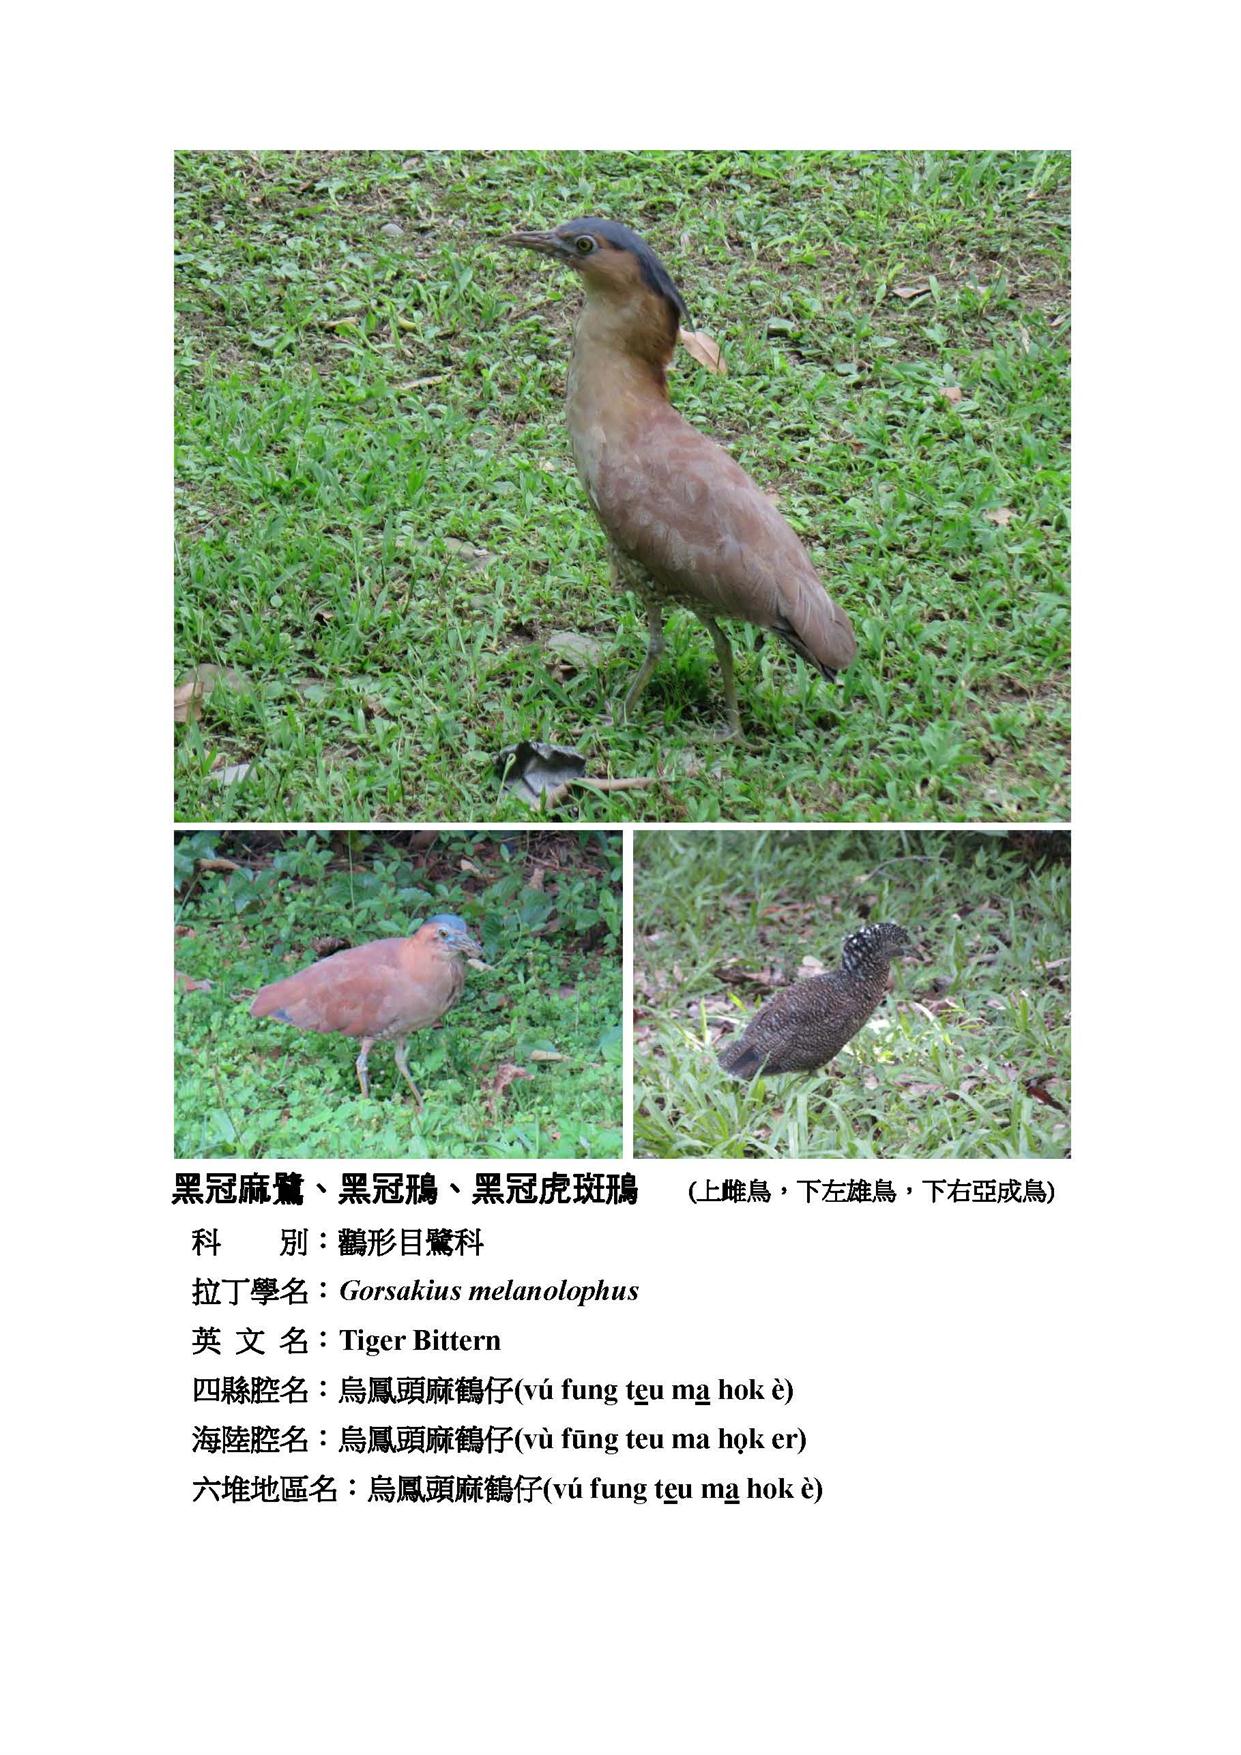 黑冠麻鷺、黑冠鳽、黑冠虎斑鳽 (上雌鳥，下左雄鳥，下右亞成鳥)
科 別：鸛形目鷺科
拉丁學名：Gorsakius melanolophus
英 文 名：Tiger Bittern
四縣腔名：烏鳳頭麻鶴仔(vú fung te̲u ma̲ hok è)
海陸腔名：烏鳳頭麻鶴仔(vù fūng teu ma họk er)
六堆地區名：烏鳳頭麻鶴仔(vú fung te̲u ma̲ hok è)